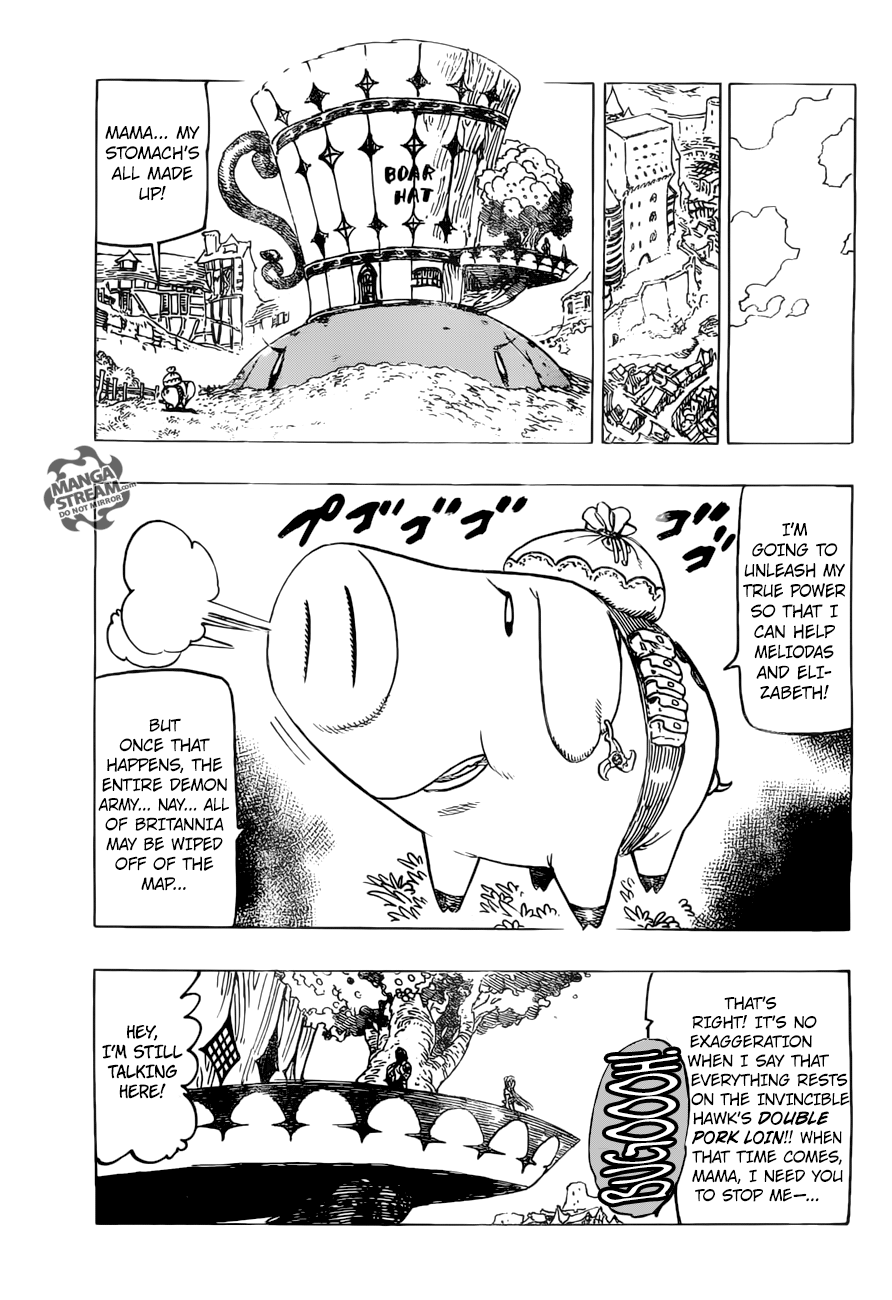 MAMA... MY
STOMACH'S
ALL MADE
UP!
BOAR
HAT
MANGA
STREAM.com
DO NOT MIRROR
I'M
GOING TO
UNLEASH MY
TRUE POWER
SO THAT I
CAN HELP
MELIODAS
AND ELI-
ZABETH!
プゴゴゴゴ
ゴゴ
BUT
ONCE THAT
HAPPENS, THE
ENTIRE DEMON
ARMY... NAY... ALL
OF BRITANNIA
MAY BE WIPED
OFF OF THE
MAP...
THAT'S
RIGHT! IT'S NO
EXAGGERATION
WHEN I SAY THAT
EVERYTHING RESTS
ON THE INVINCIBLE
HAWK'S DOUBLE
PORK LOIN!! WHEN
THAT TIME COMES,
MAMA, I NEED YOU
TO STOP ME—...
BUGOOOOH!
HEY,
I'M STILL
TALKING
HERE!